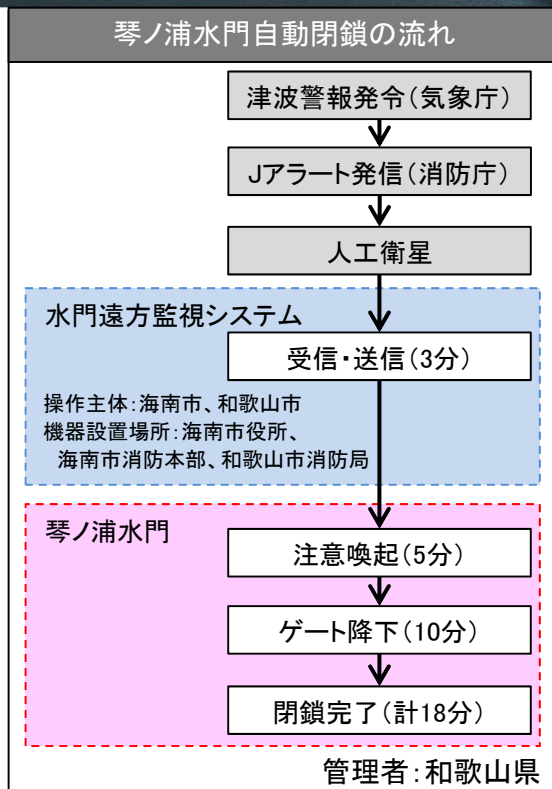 琴ノ浦水門自動閉鎖の流れ
津波警報発令(気象庁)
Jアラート発信(消防庁)
人工衛星
水門遠方監視システム
受信・送信(3分)
操作主体:海南市、和歌山市
機器設置場所:海南市役所、
海南市消防本部、和歌山市消防局
琴ノ浦水門
注意喚起(5分)
ゲート降下(10分)
閉鎖完了(計18分)
管理者:和歌山県